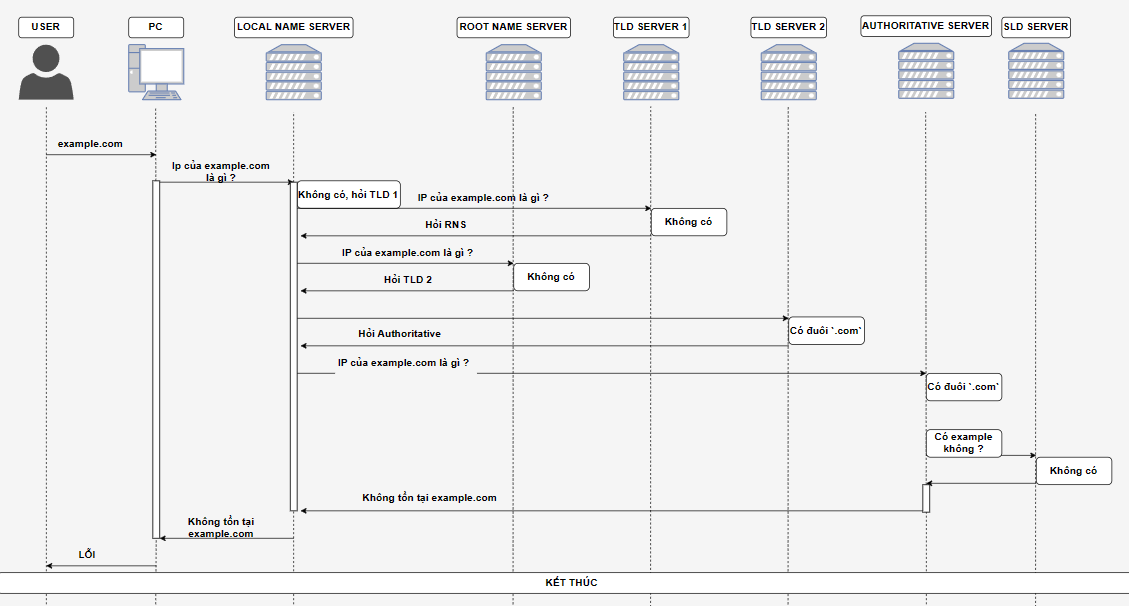 USER
PC
LOCAL NAME SERVER
ROOT NAME SERVER
TLD SERVER 1
TLD SERVER 2
AUTHORITATIVE SERVER
SLD SERVER
example.com
Ip của example.com
là gì ?
Không có, hỏi TLD 1
IP của example.com là gì ?
Không có
Hỏi RNS
IP của example.com là gì ?
Không có
Hỏi TLD 2
Có đuôi `.com`
Hỏi Authoritative
IP của example.com là gì ?
Có đuôi `.com`
Có example
không ?
Không có
Không tồn tại example.com
Không tồn tại
example.com
LỖI
KẾT THÚC